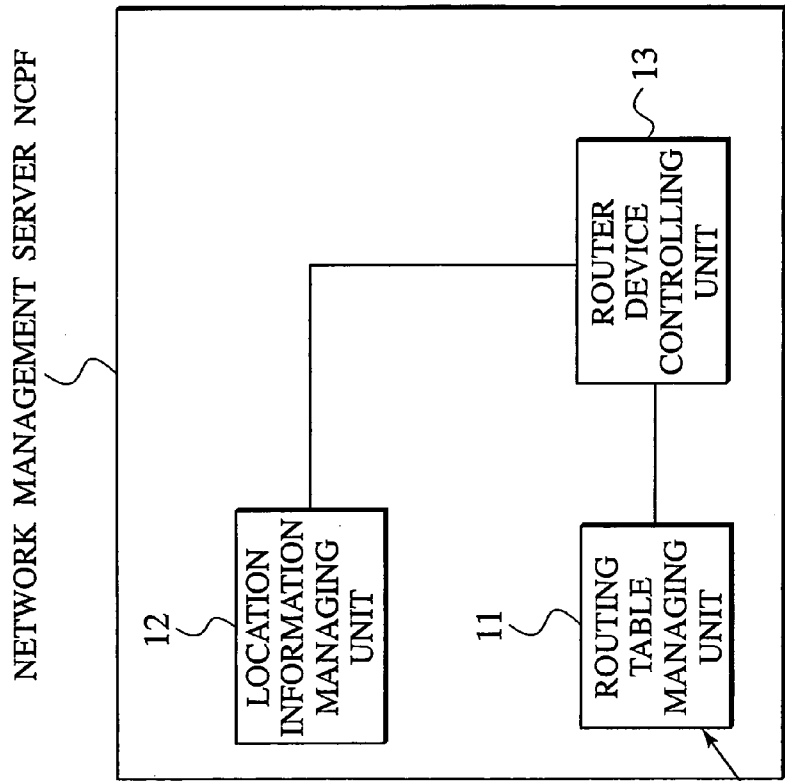 NETWORK MANAGEMENT SERVER NCPF
12
LOCATION
INFORMATION
MANAGING
UNIT
11
ROUTING
TABLE
MANAGING
UNIT
13
ROUTER
DEVICE
CONTROLLING
UNIT